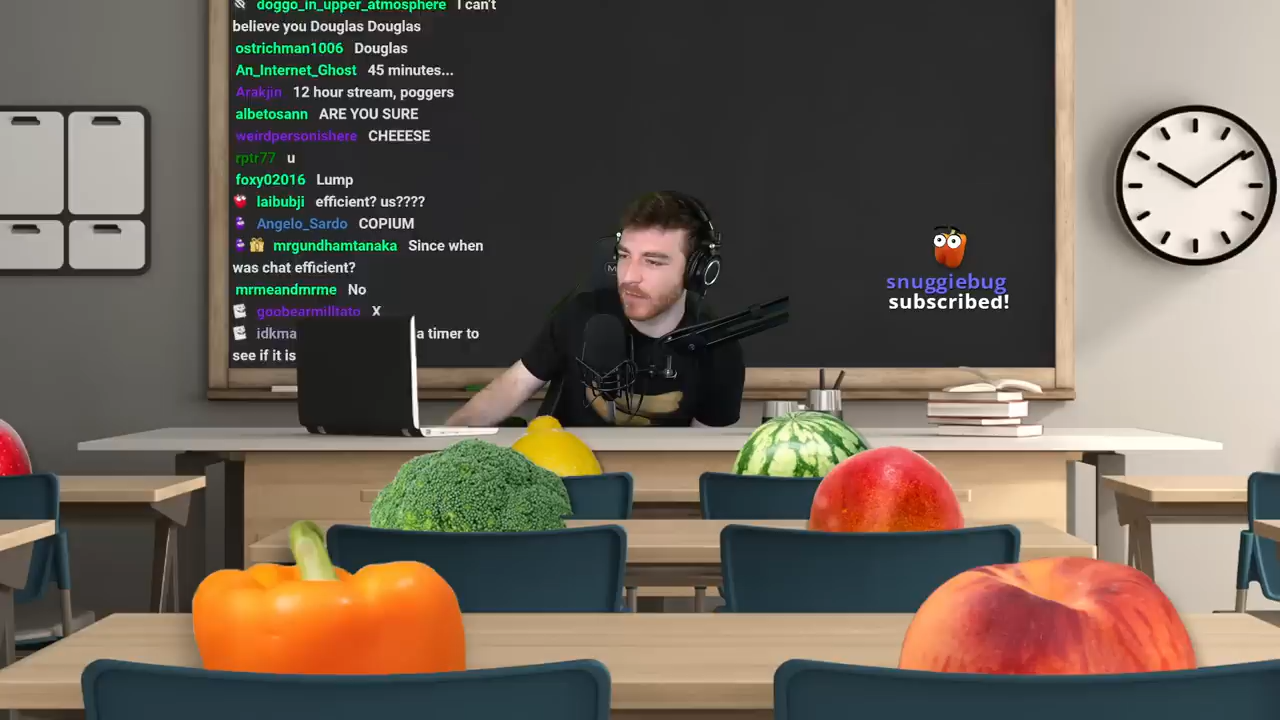 doggo_in_upper_atmosphere I can't
believe you Douglas Douglas
ostrichman1006 Douglas
An_Internet_Ghost 45 minutes...
Arakjin 12 hour stream, poggers
albetosann ARE YOU SURE
weirdpersonishere CHEEESE
rptr77 u
foxy02016 Lump
laibubji efficient? us????
Angelo_Sardo COPIUM
mrgundhamtanaka Since when
was chat efficient?
mrmeandmrme No
goobearmilltato X
idkma a timer to
see if it is
snuggiebug
subscribed!